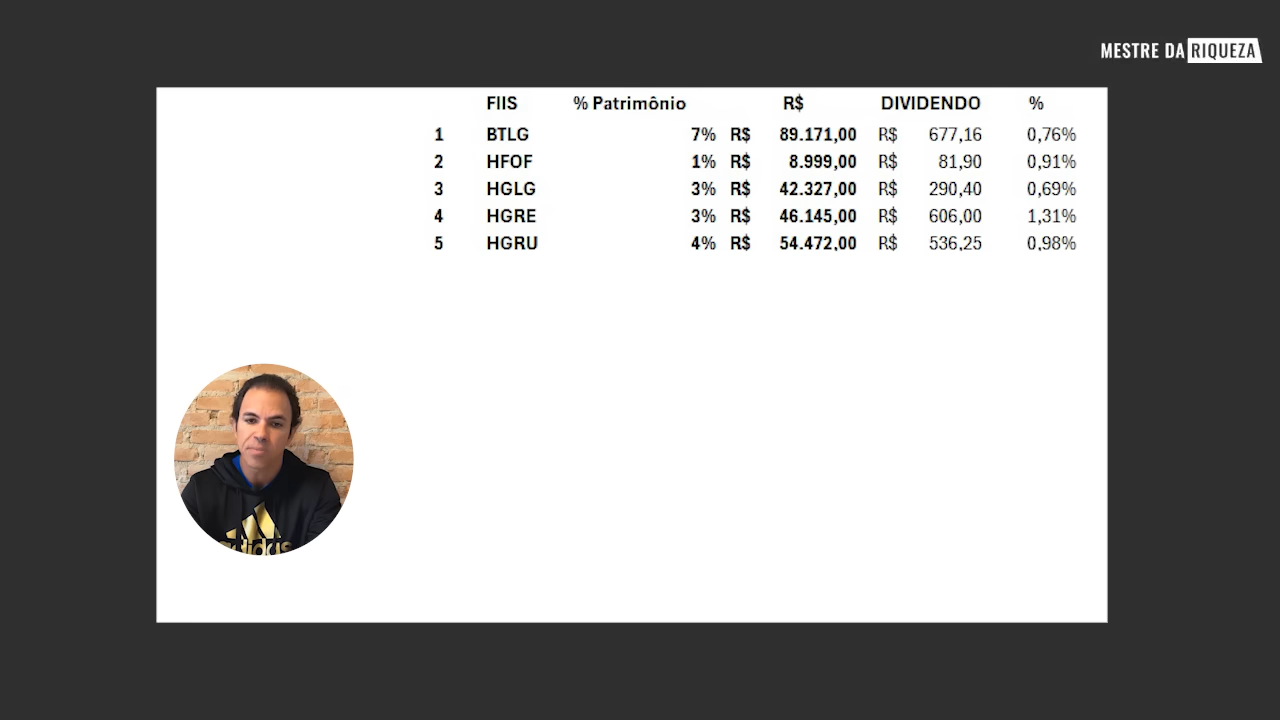 MESTRE DA RIQUEZA
FIIS % Patrimônio R$ DIVIDENDO %
1 BTLG 7% R$ 89.171,00 R$ 677,16 0,76%
2 HFOF 1% R$ 8.999,00 R$ 81,90 0,91%
3 HGLG 3% R$ 42.327,00 R$ 290,40 0,69%
4 HGRE 3% R$ 46.145,00 R$ 606,00 1,31%
5 HGRU 4% R$ 54.472,00 R$ 536,25 0,98%
adidas